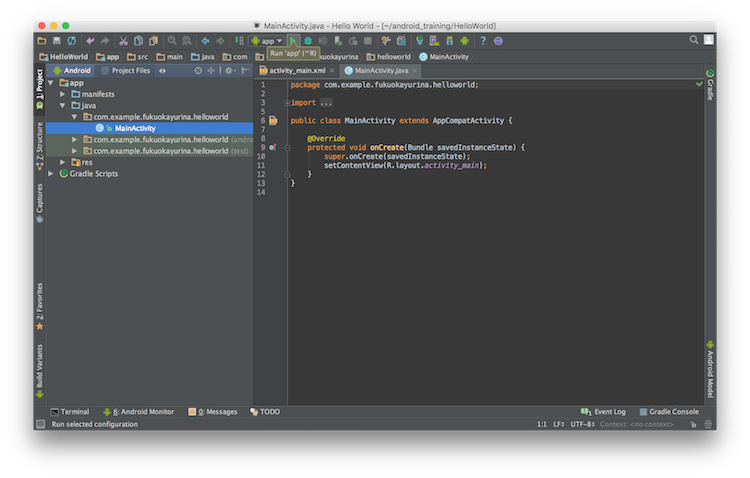 MainActivity.java - Hello World - [~/android_training/HelloWorld]
app
Run 'app' (^R)
HelloWorld app src main java com fukuokayurina helloworld MainActivity
1: Project
Z: Structure
Captures
2: Favorites
Build Variants
Android Project Files
app
manifests
java
com.example.fukuokayurina.helloworld
MainActivity
com.example.fukuokayurina.helloworld (andro
com.example.fukuokayurina.helloworld (test)
res
Gradle Scripts
activity_main.xml MainActivity.java
1 package com.example.fukuokayurina.helloworld;
2
3 import ...
5
6 public class MainActivity extends AppCompatActivity {
7
8 @Override
9 protected void onCreate(Bundle savedInstanceState) {
10 super.onCreate(savedInstanceState);
11 setContentView(R.layout.activity_main);
12 }
13 }
14
Gradle
Android Model
Terminal 6: Android Monitor 0: Messages TODO Event Log Gradle Console
Run selected configuration 1:1 LF UTF-8 Context: <no context>